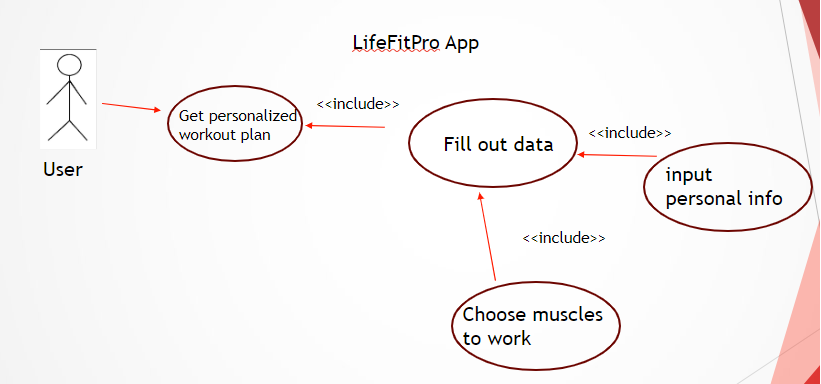 LifeFitPro App
User
Get personalized
workout plan
<<include>>
Fill out data
<<include>>
input
personal info
<<include>>
Choose muscles
to work